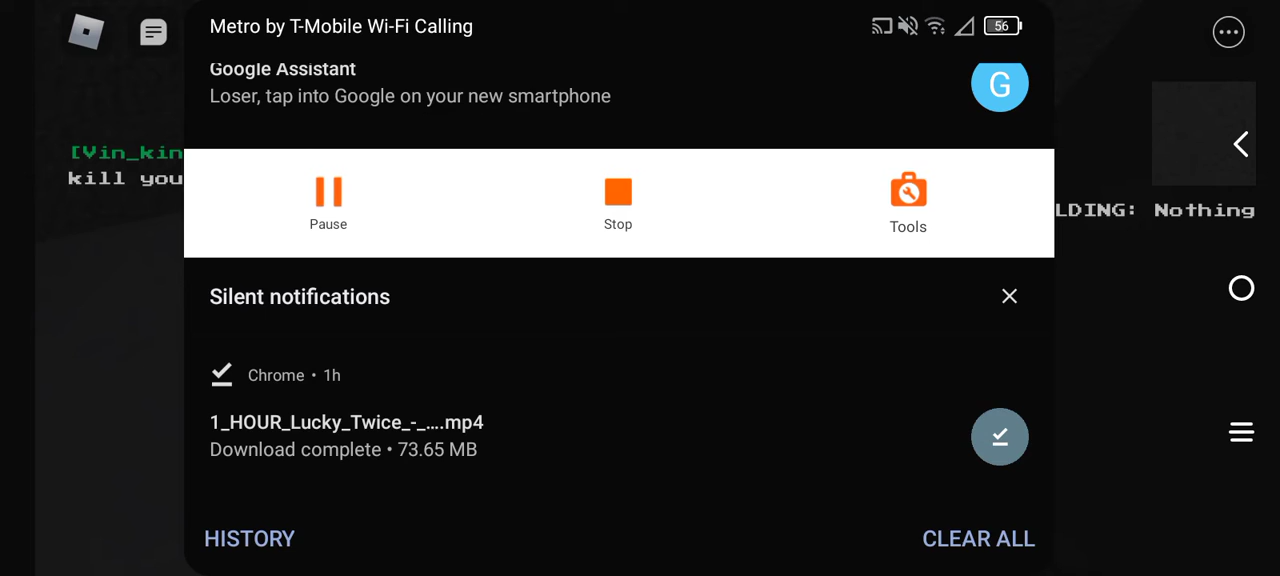 Metro by T-Mobile Wi-Fi Calling
56
Google Assistant
Loser, tap into Google on your new smartphone
G
[Vin_kin
kill you
LDING: Nothing
Pause
Stop
Tools
Silent notifications
Chrome • 1h
1_HOUR_Lucky_Twice_-_....mp4
Download complete • 73.65 MB
HISTORY
CLEAR ALL